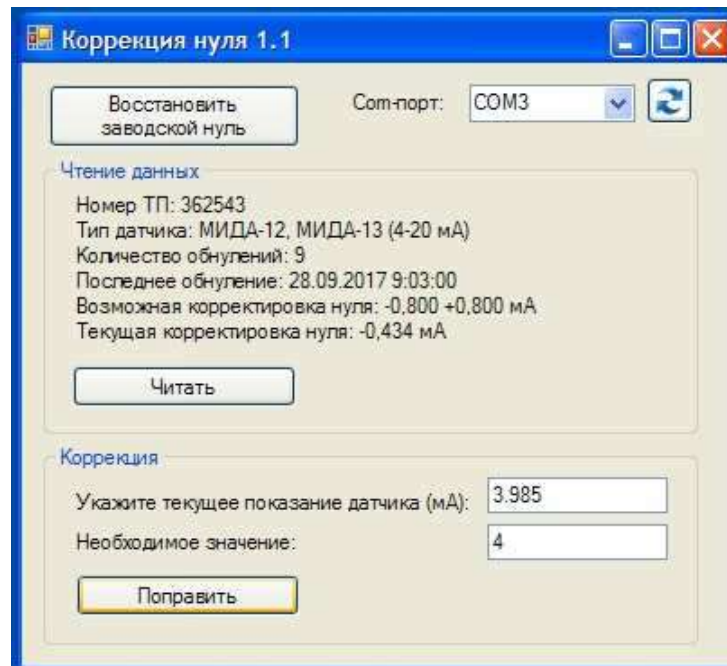 Коррекция нуля 1.1
Восстановить
заводской нуль
Com-порт:
COM3
Чтение данных
Номер ТП: 362543
Тип датчика: МИДА-12, МИДА-13 (4-20 мА)
Количество обнулений: 9
Последнее обнуление: 28.09.2017 9:03:00
Возможная корректировка нуля: -0,800 +0,800 мА
Текущая корректировка нуля: -0,434 мА
Читать
Коррекция
Укажите текущее показание датчика (мА):
3.985
Необходимое значение:
4
Поправить